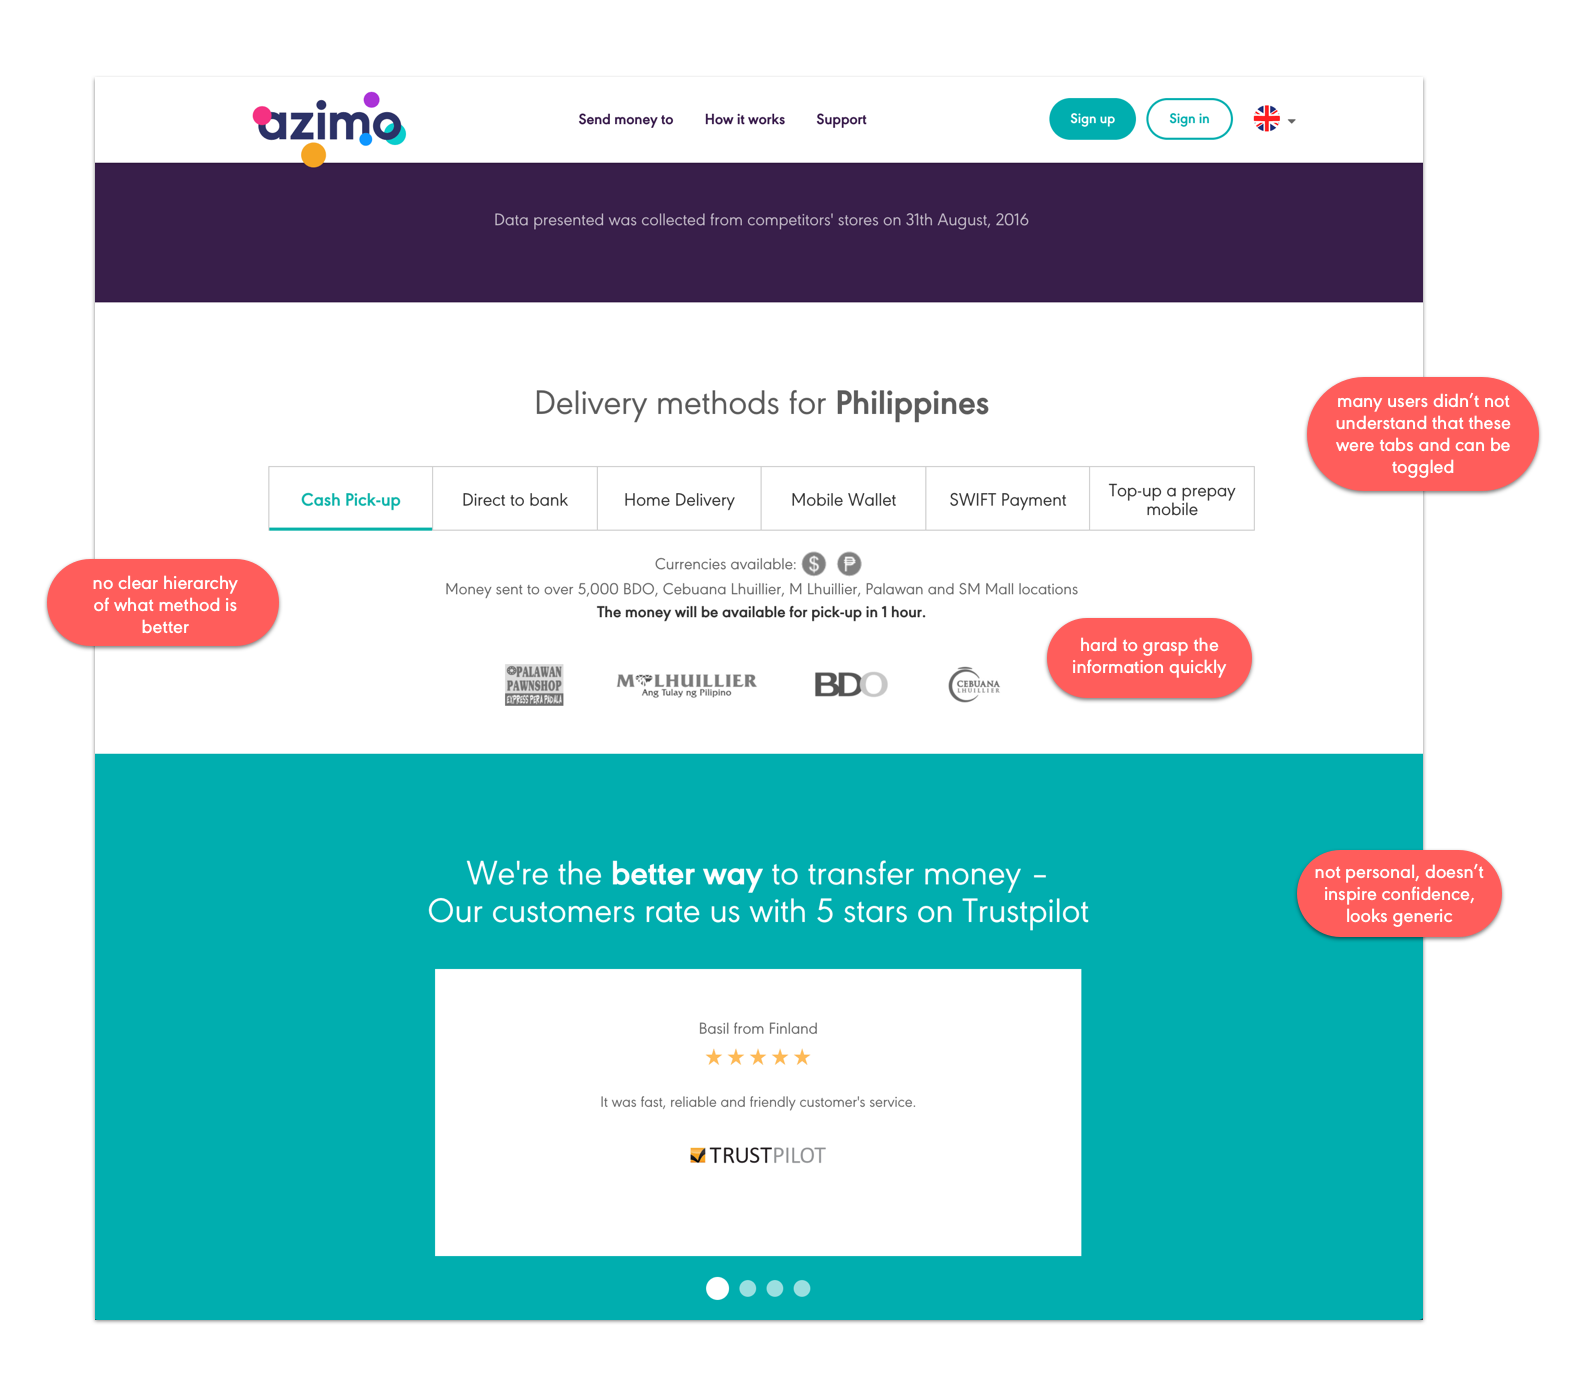 azimo
Send money to
How it works
Support
Sign up
Sign in
Data presented was collected from competitors' stores on 31th August, 2016
Delivery methods for Philippines
many users didn't not
understand that these
were tabs and can be
toggled
Cash Pick-up
Direct to bank
Home Delivery
Mobile Wallet
SWIFT Payment
Top-up a prepay
mobile
no clear hierarchy
of what method is
better
Currencies available: $ ₱
Money sent to over 5,000 BDO, Cebuana Lhuillier, M Lhuillier, Palawan and SM Mall locations
The money will be available for pick-up in 1 hour.
hard to grasp the
information quickly
PALAWAN
PAWNSHOP
EXPRESS PERA PADALA
M LHUILLIER
Ang Tulay ng Pilipino
BDO
CEBUANA
LHUILLIER
We're the better way to transfer money –
Our customers rate us with 5 stars on Trustpilot
not personal, doesn't
inspire confidence,
looks generic
Basil from Finland
It was fast, reliable and friendly customer's service.
TRUSTPILOT